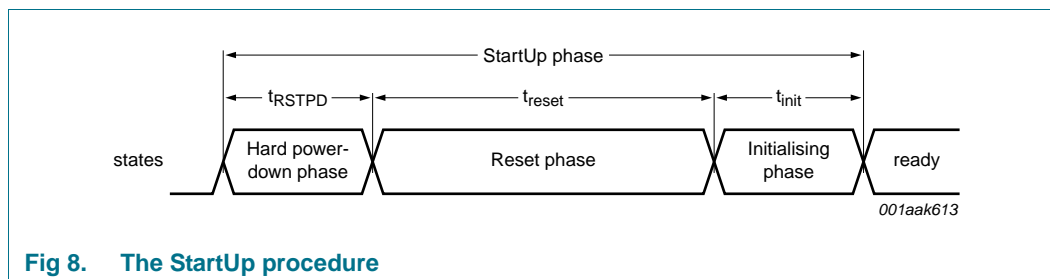 StartUp phase
tRSTPD
treset
tinit
states
Hard power-
down phase
Reset phase
Initialising
phase
ready
001aak613
Fig 8. The StartUp procedure